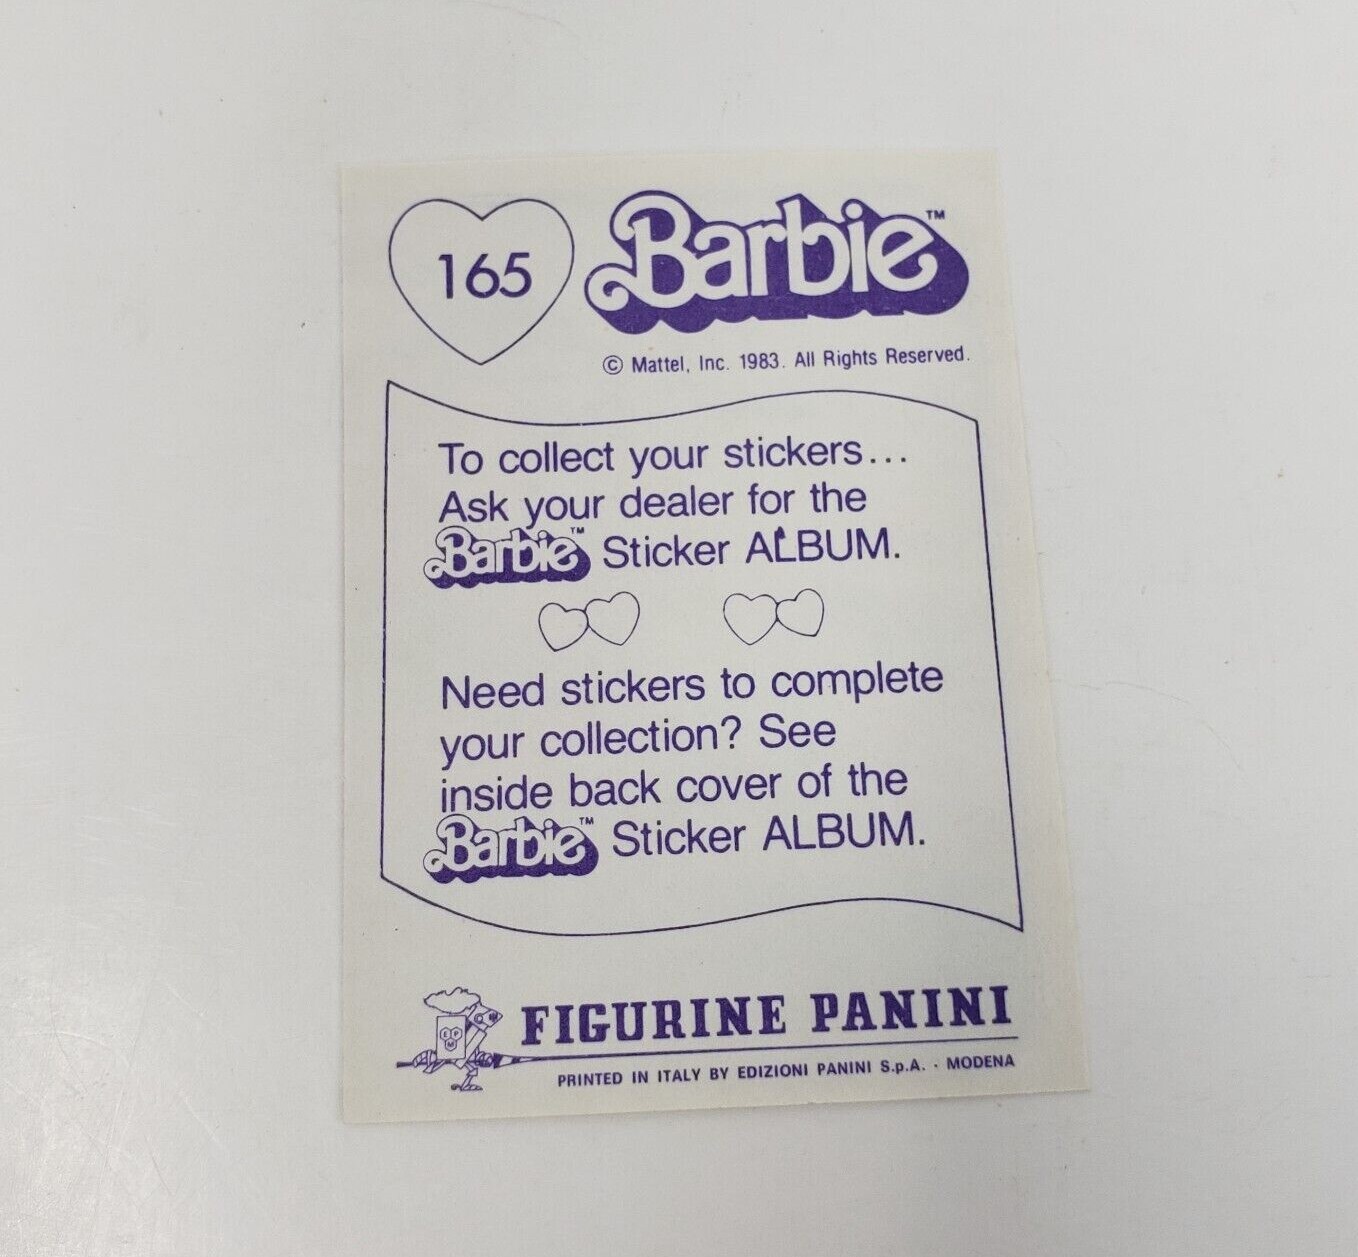 165
Barbie™
© Mattel, Inc. 1983. All Rights Reserved.
To collect your stickers...
Ask your dealer for the
Barbie™ Sticker ALBUM.
Need stickers to complete
your collection? See
inside back cover of the
Barbie™ Sticker ALBUM.
E P
M
FIGURINE PANINI
PRINTED IN ITALY BY EDIZIONI PANINI S.p.A. · MODENA